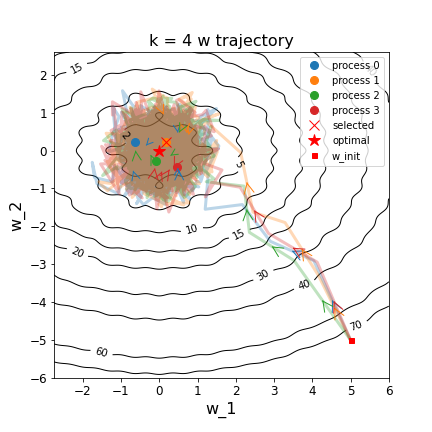 k = 4 w trajectory
process 0
process 1
process 2
process 3
selected
optimal
w_init
w_2
2
1
0
−1
−2
−3
−4
−5
−6
15
2
5
10
15
20
30
40
70
60
−2
−1
0
1
2
3
4
5
6
w_1